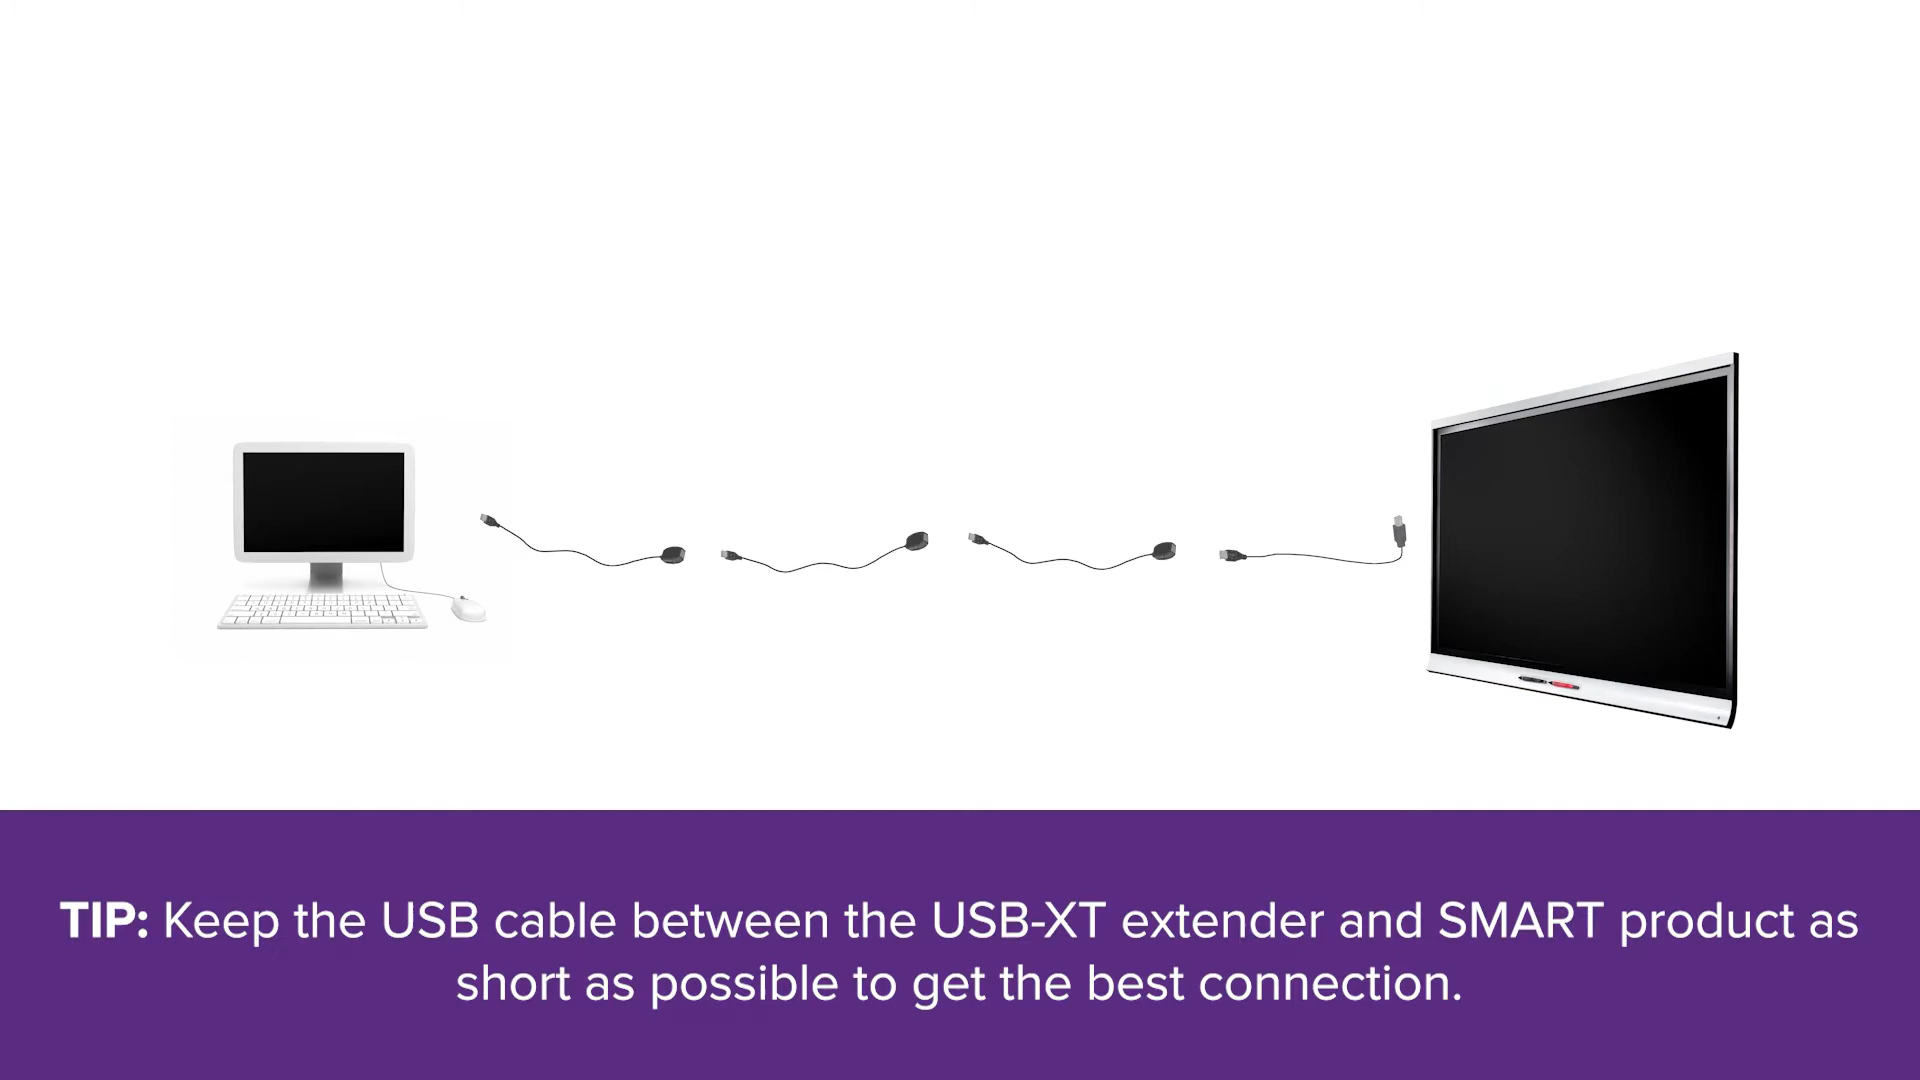 TIP: Keep the USB cable between the USB-XT extender and SMART product as
short as possible to get the best connection.